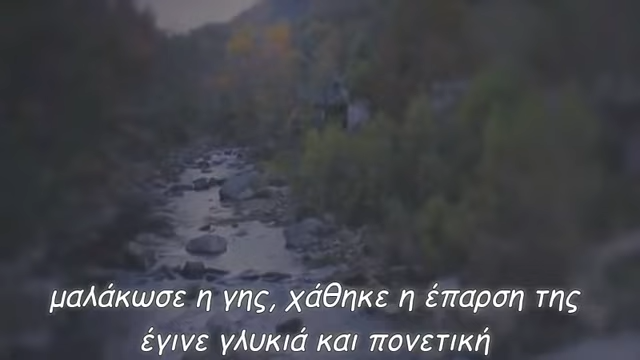 μαλάκωσε η γης, χάθηκε η έπαρση της
έγινε γλυκιά και πονετική